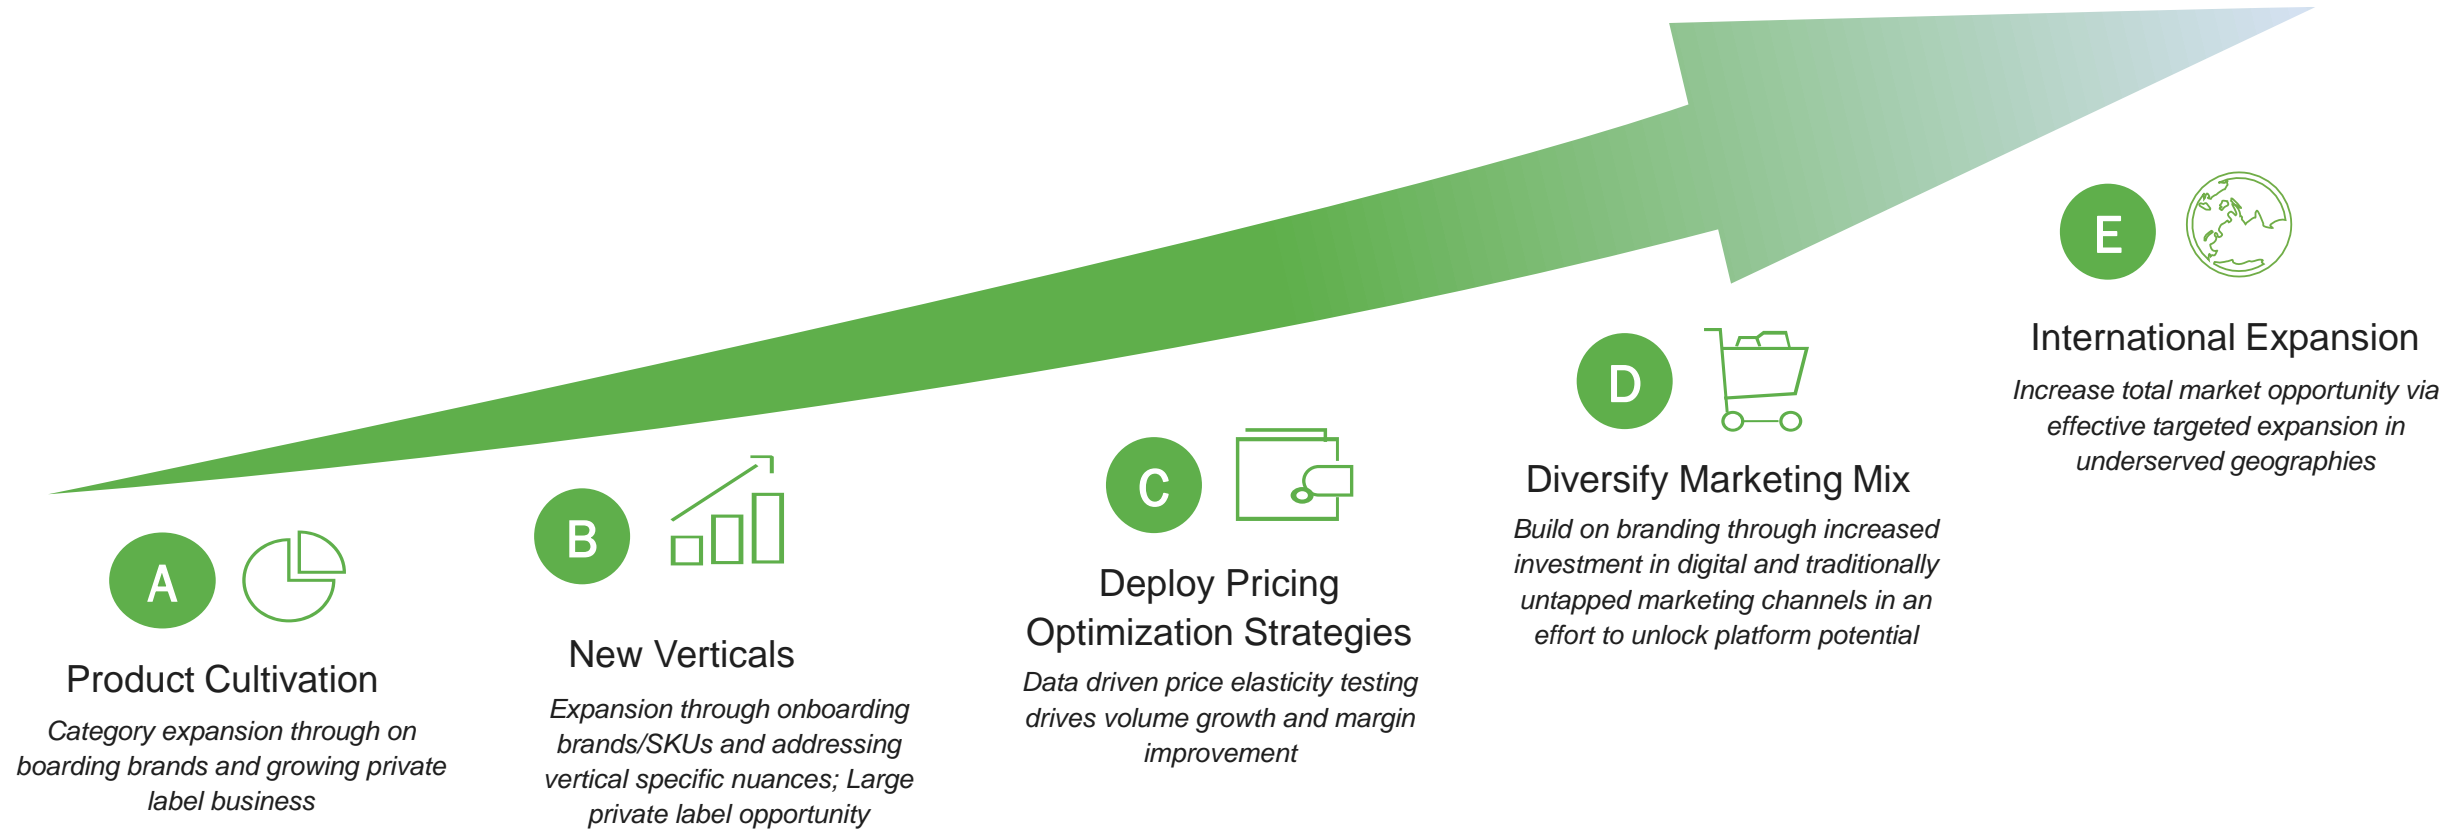 A
Product Cultivation
Category expansion through on
boarding brands and growing private
label business
B
New Verticals
Expansion through onboarding
brands/SKUs and addressing
vertical specific nuances; Large
private label opportunity
C
Deploy Pricing
Optimization Strategies
Data driven price elasticity testing
drives volume growth and margin
improvement
D
Diversify Marketing Mix
Build on branding through increased
investment in digital and traditionally
untapped marketing channels in an
effort to unlock platform potential
E
International Expansion
Increase total market opportunity via
effective targeted expansion in
underserved geographies